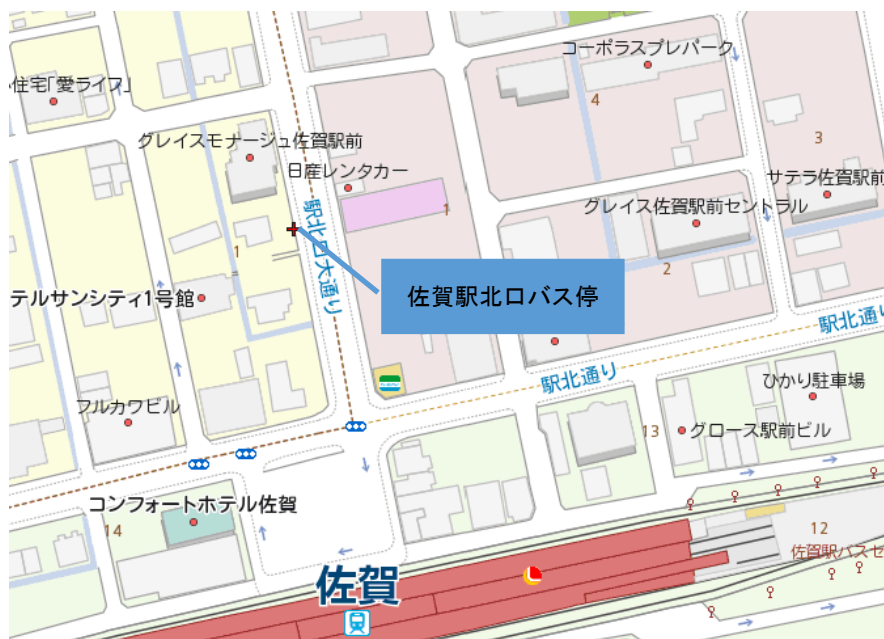 コーポラスプレパーク
住宅「愛ライフ」
4
3
グレイスモナージュ佐賀駅前
日産レンタカー
サテラ佐賀駅前
1
グレイス佐賀駅前セントラル
駅北口大通り
1
2
佐賀駅北口バス停
テルサンシティ1号館
駅北通り
駅北通り
ひかり駐車場
フルカワビル
13
グロース駅前ビル
コンフォートホテル佐賀
14
12
佐賀駅バスセ
佐賀